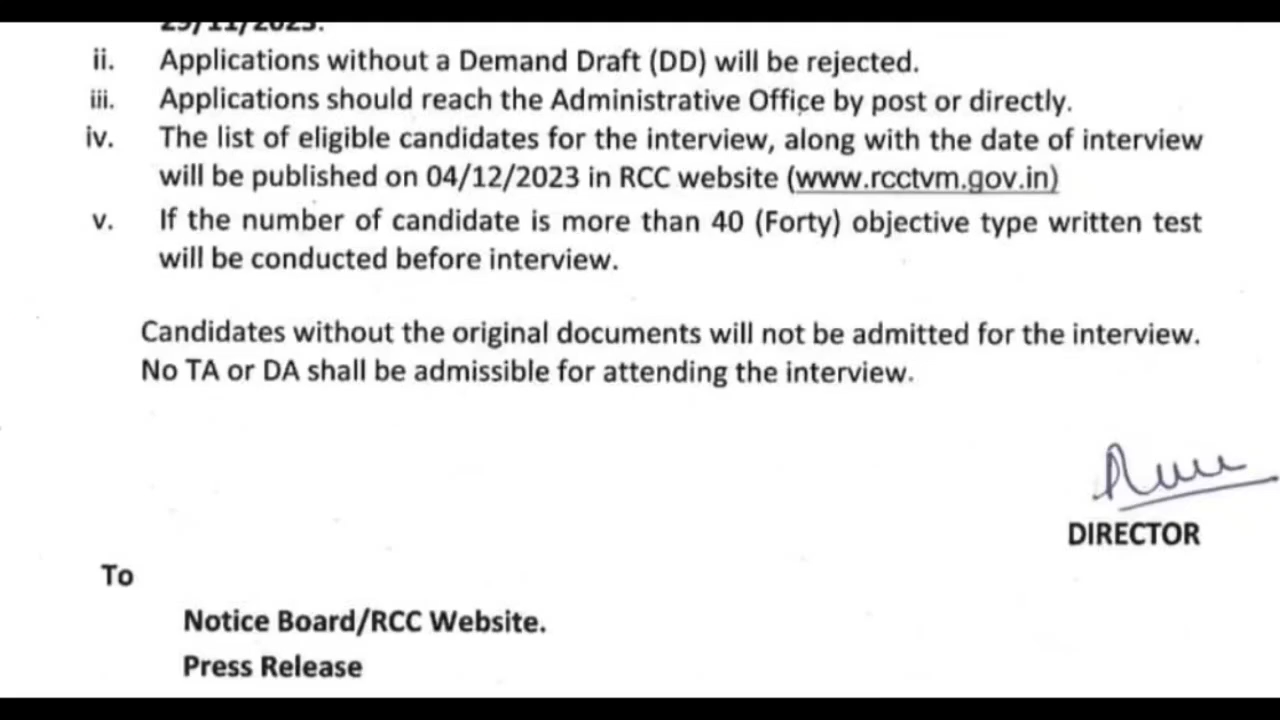 ii. Applications without a Demand Draft (DD) will be rejected.
iii. Applications should reach the Administrative Office by post or directly.
iv. The list of eligible candidates for the interview, along with the date of interview
will be published on 04/12/2023 in RCC website (www.rcctvm.gov.in)
v. If the number of candidate is more than 40 (Forty) objective type written test
will be conducted before interview.
Candidates without the original documents will not be admitted for the interview.
No TA or DA shall be admissible for attending the interview.
DIRECTOR
To
Notice Board/RCC Website.
Press Release